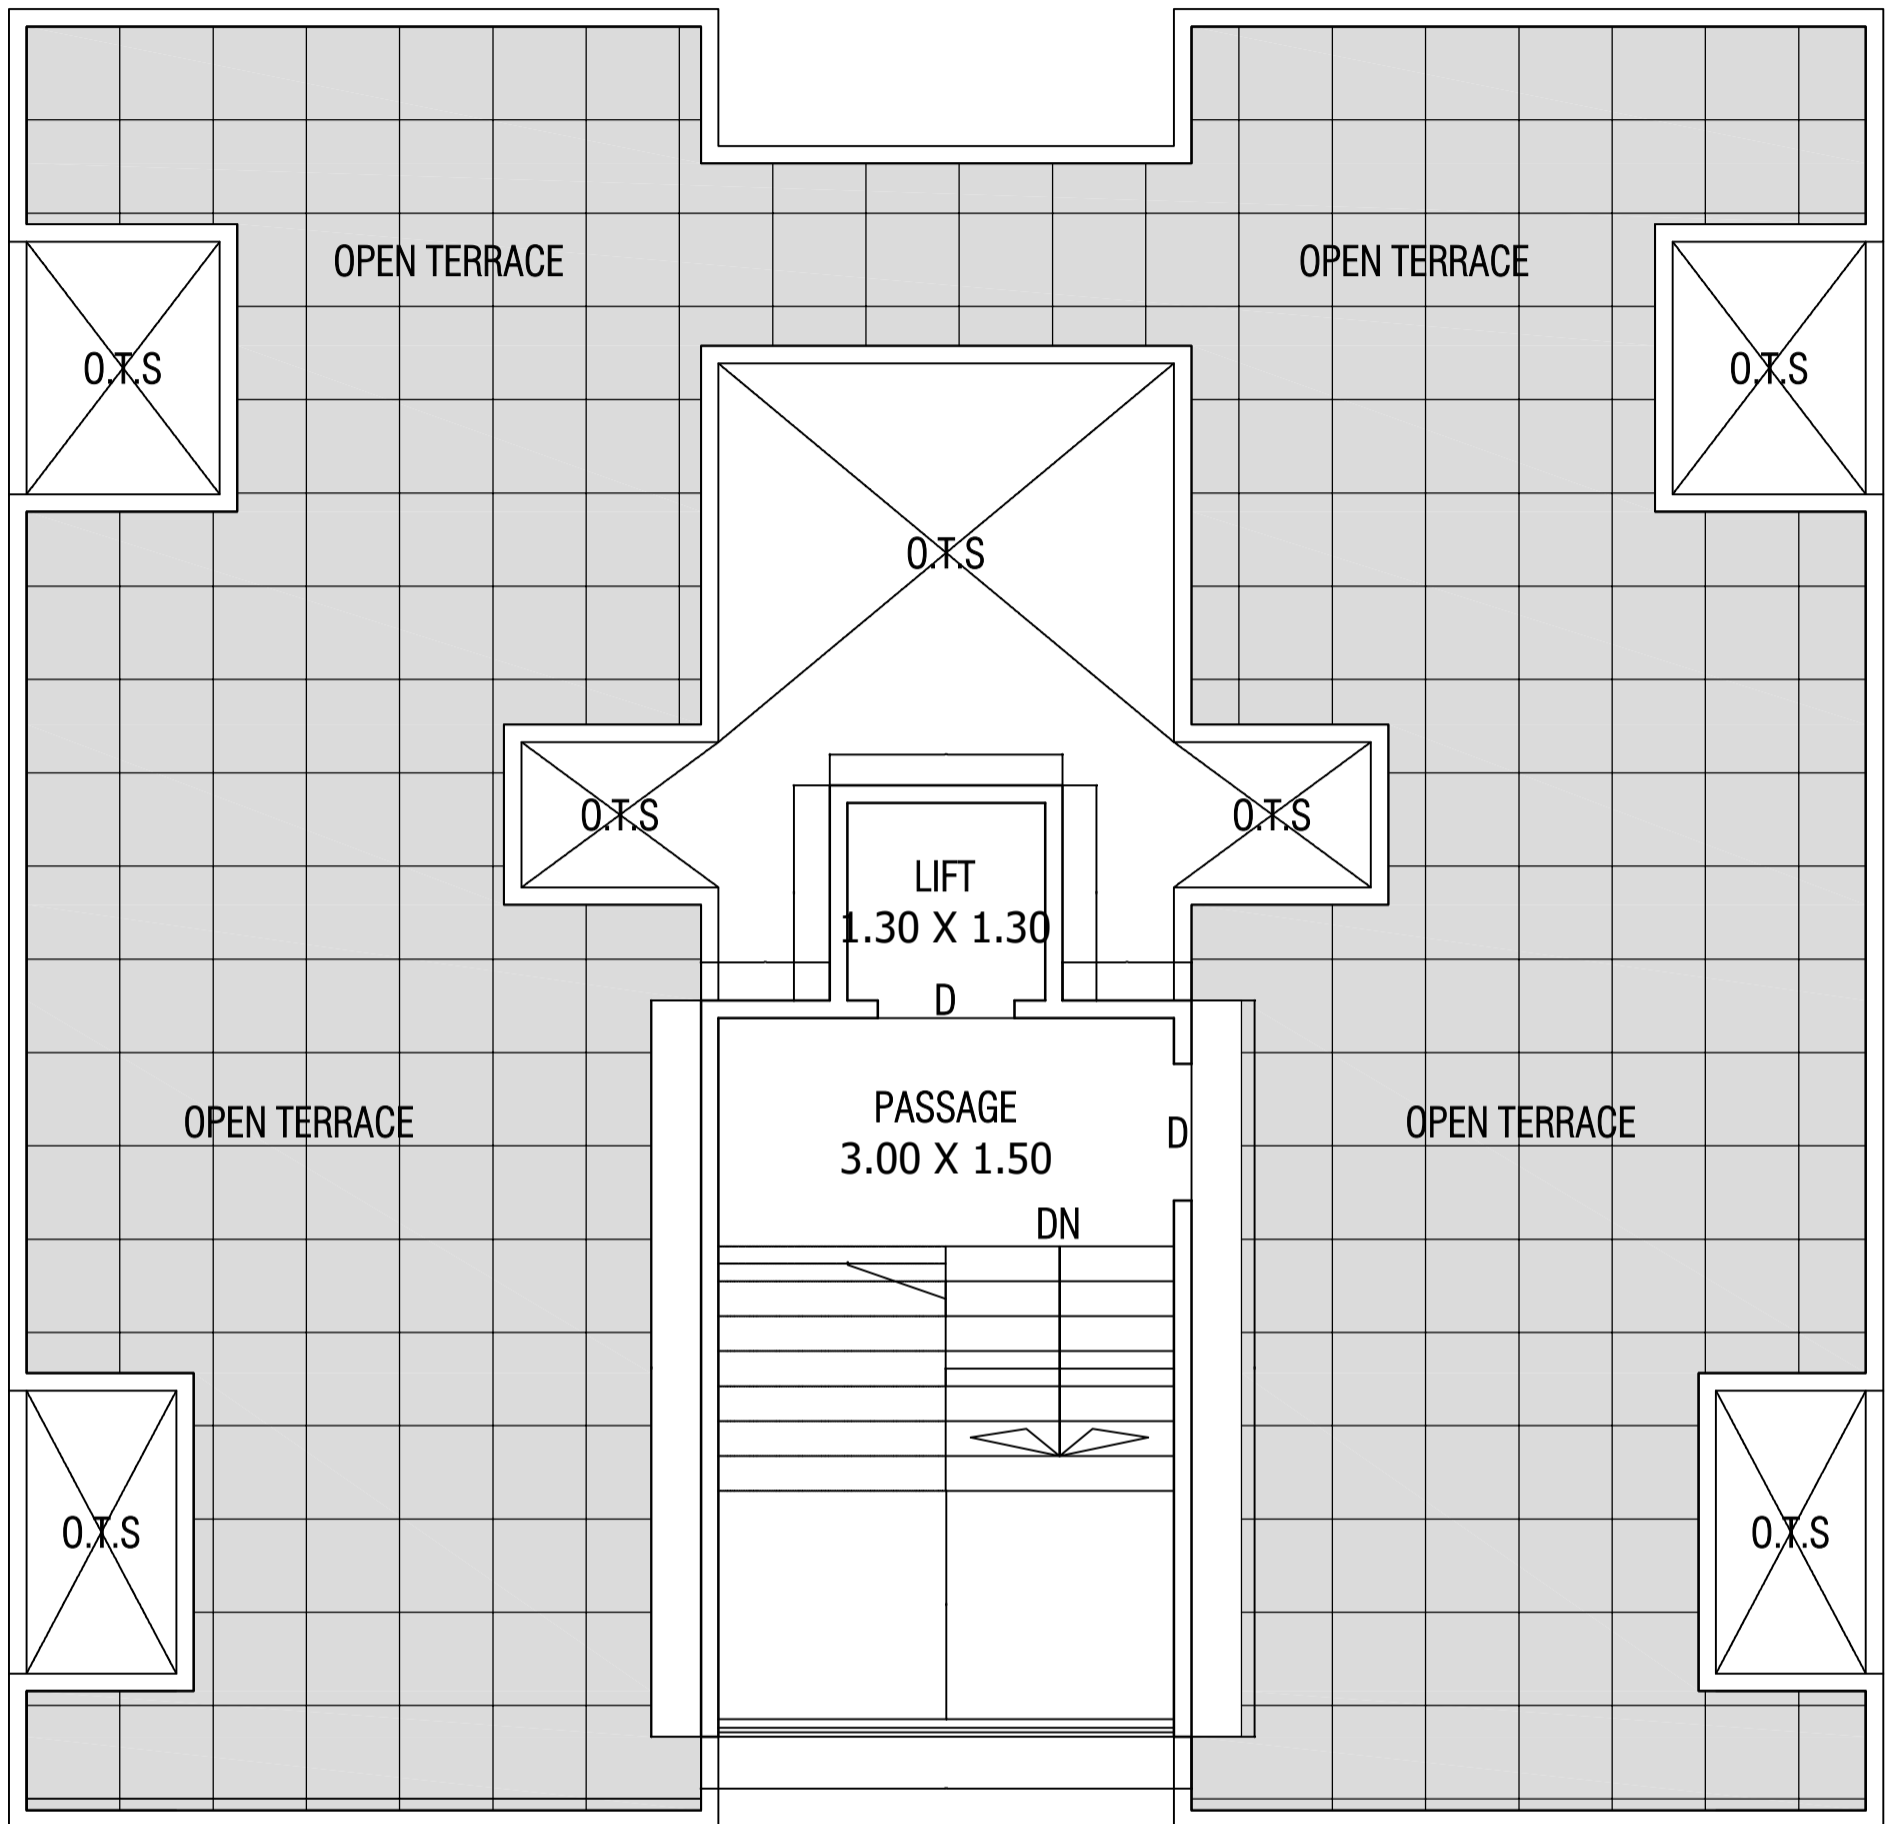 OPEN TERRACE
OPEN TERRACE
O.T.S
O.T.S
O.T.S
O.T.S
O.T.S
LIFT
1.30 X 1.30
D
PASSAGE
3.00 X 1.50
D
OPEN TERRACE
OPEN TERRACE
DN
O.T.S
O.T.S